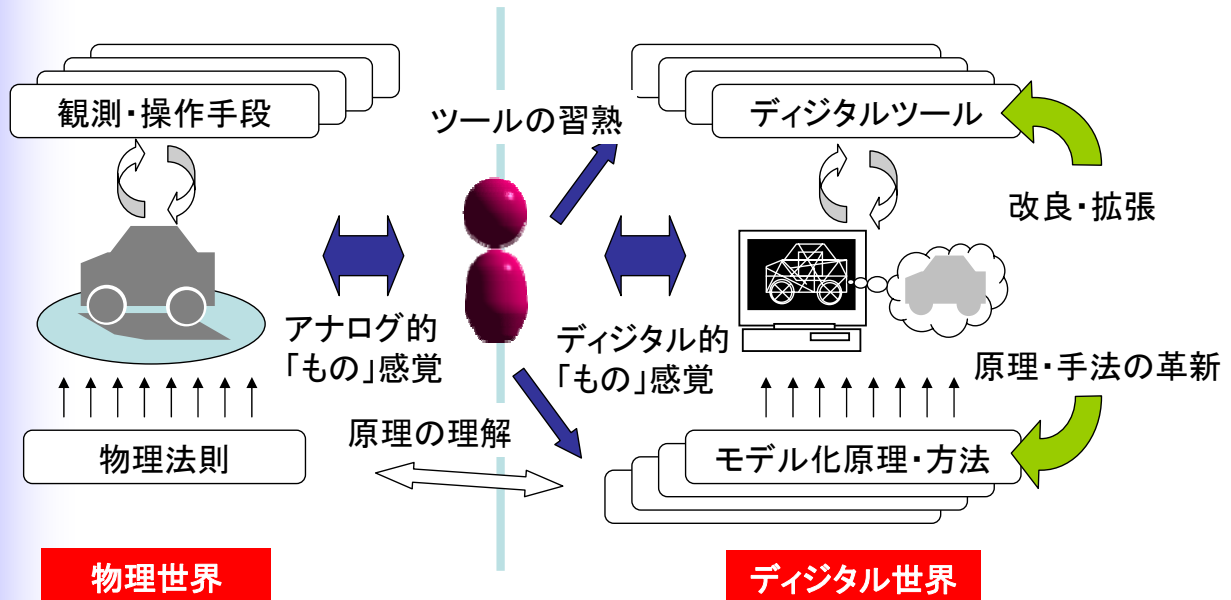 観測・操作手段
ツールの習熟
ディジタルツール
改良・拡張
アナログ的
「もの」感覚
ディジタル的
「もの」感覚
原理・手法の革新
物理法則
原理の理解
モデル化原理・方法
物理世界
ディジタル世界